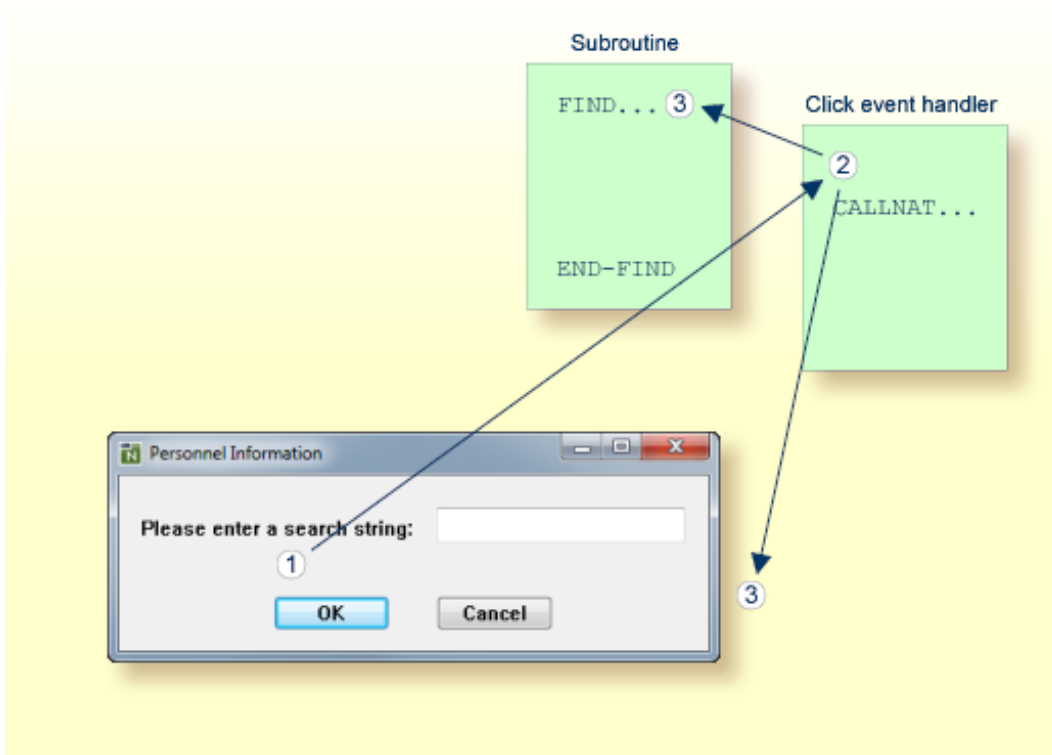 Subroutine
FIND... 3
Click event handler
2
CALLNAT...
END-FIND
Personnel Information
Please enter a search string:
1
3
OK Cancel